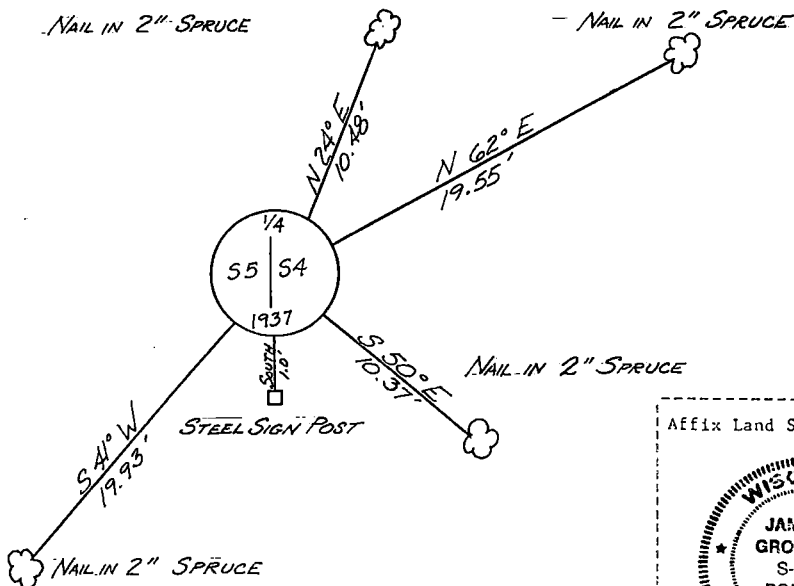 NAIL IN 2" SPRUCE
NAIL IN 2" SPRUCE
N 24° E
10.48'
N 62° E
19.55'
1/4
S5 S4
1937
SOUTH
1.0'
S 50° E
10.37'
NAIL IN 2" SPRUCE
STEEL SIGN POST
S 41° W
19.93'
NAIL IN 2" SPRUCE
Affix Land S
WISC
JAM
GRO
S-